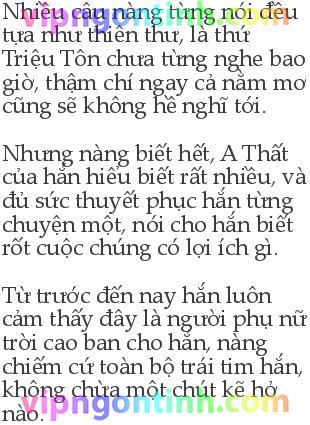 Nhiều câu nàng từng nói đều
vipngontinh.com
tựa như thiên thư, là thứ
Triệu Tôn chưa từng nghe bao
giờ, thậm chí ngay cả nằm mơ
cũng sẽ không hề nghĩ tới.
Nhưng nàng biết hết, A Thất
của hắn hiểu biết rất nhiều, và
đủ sức thuyết phục hắn từng
chuyện một, nói cho hắn biết
rốt cuộc chúng có lợi ích gì.
Từ trước đến nay hắn luôn
cảm thấy đây là người phụ nữ
trời cao ban cho hắn, nàng
chiếm cứ toàn bộ trái tim hắn,
không chừa một chút kẽ hở
vipngontinh.com
nào.